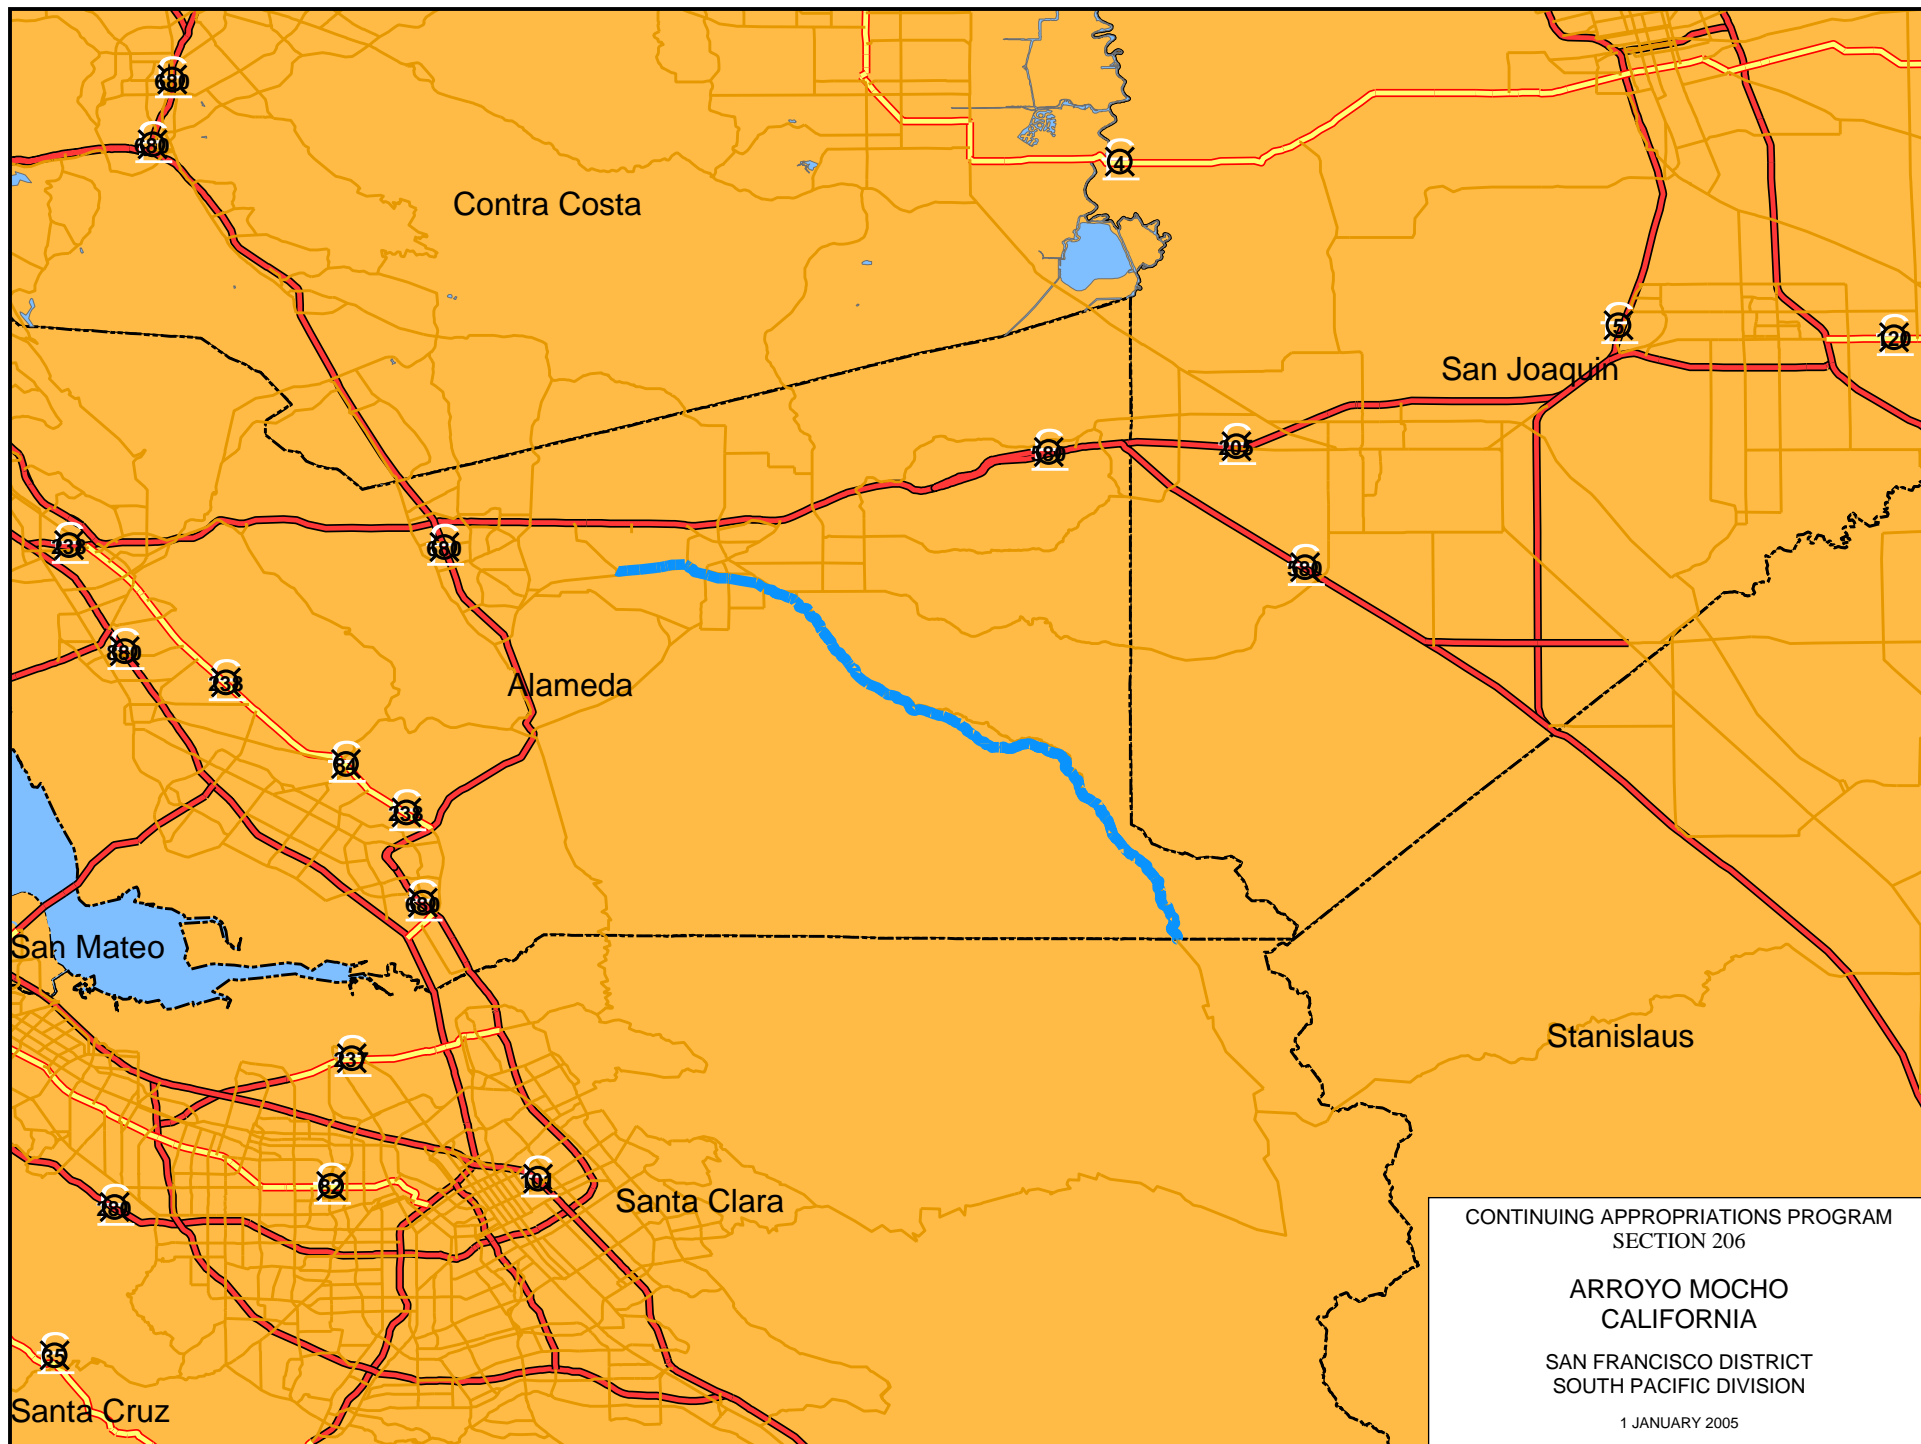 680
680
Contra Costa
4
5
120
San Joaquin
580
205
238
680
580
880
238
Alameda
84
238
680
San Mateo
Stanislaus
237
82
101
280
Santa Clara
35
Santa Cruz
CONTINUING APPROPRIATIONS PROGRAM
SECTION 206
ARROYO MOCHO
CALIFORNIA
SAN FRANCISCO DISTRICT
SOUTH PACIFIC DIVISION
1 JANUARY 2005